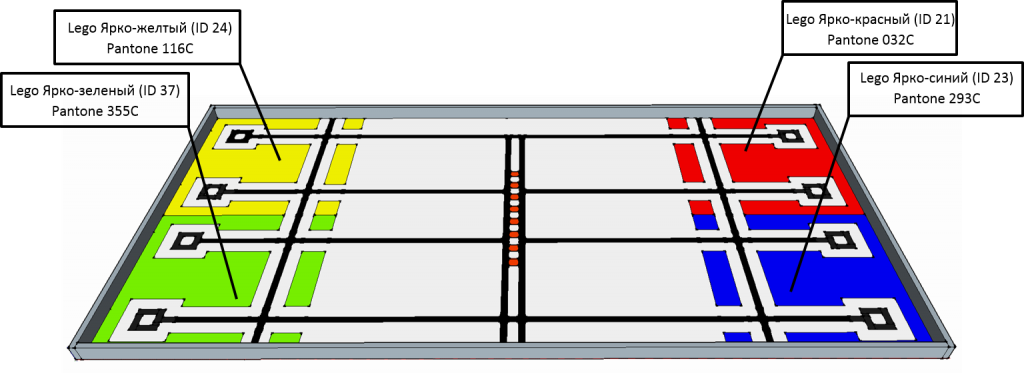 Lego Ярко-желтый (ID 24)
Pantone 116C
Lego Ярко-зеленый (ID 37)
Pantone 355C
Lego Ярко-красный (ID 21)
Pantone 032C
Lego Ярко-синий (ID 23)
Pantone 293C